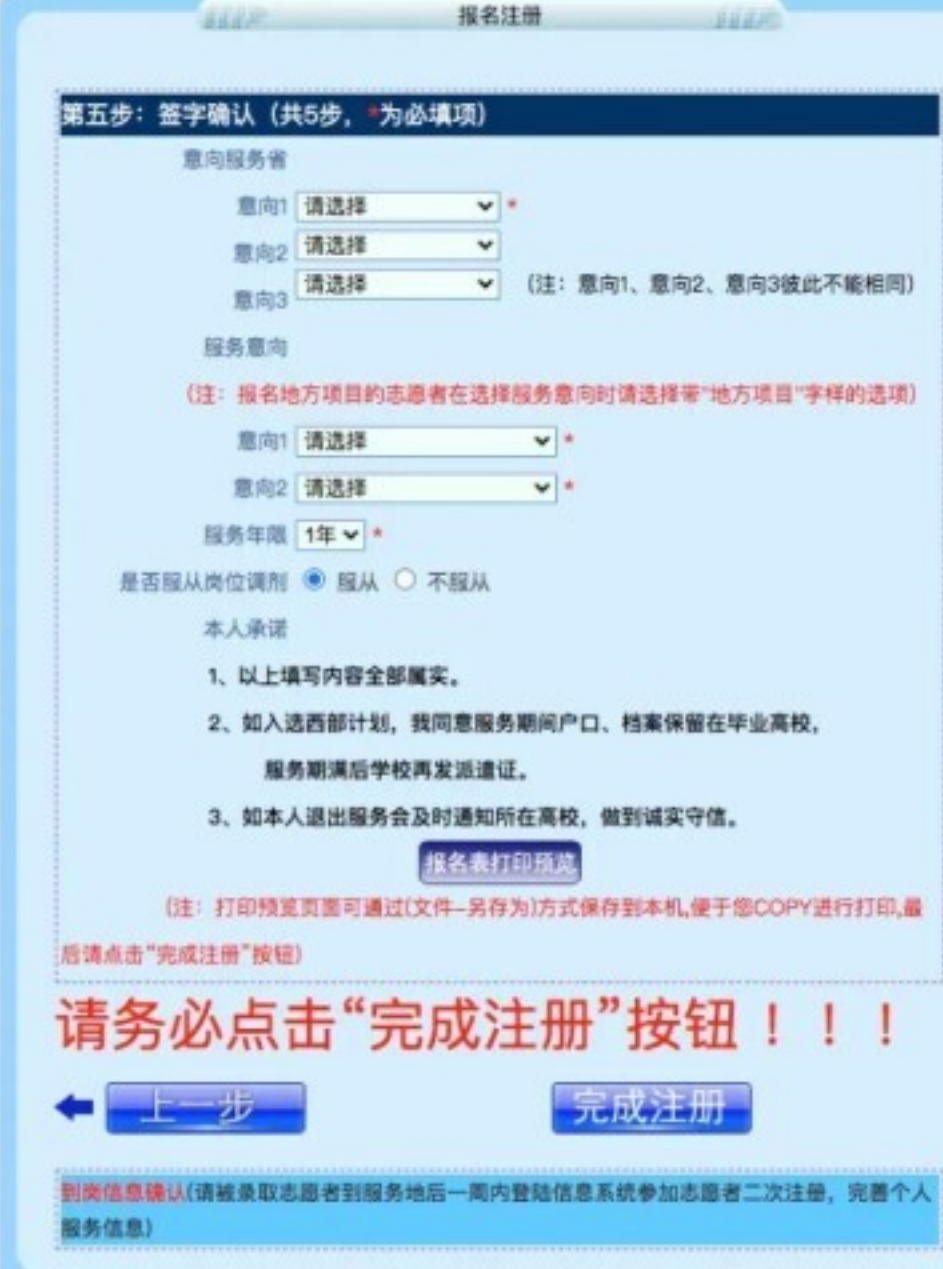 报名注册
第五步：签字确认（共5步，*为必填项）
意向服务省
意向1 请选择 *
意向2 请选择
意向3 请选择 （注：意向1、意向2、意向3彼此不能相同）
服务意向
（注：报名地方项目的志愿者在选择服务意向时请选择带"地方项目"字样的选项）
意向1 请选择 *
意向2 请选择 *
服务年限 1年 *
是否服从岗位调剂 服从 不服从
本人承诺
1、以上填写内容全部属实。
2、如入选西部计划，我同意服务期间户口、档案保留在毕业高校，
服务期满后学校再发派遣证。
3、如本人退出服务会及时通知所在高校，做到诚实守信。
报名表打印预览
（注：打印预览页面可通过(文件-另存为)方式保存到本机,便于您COPY进行打印,最
后请点击"完成注册"按钮）
请务必点击“完成注册”按钮！！！
上一步 完成注册
到岗信息确认(请被录取志愿者到服务地后一周内登陆信息系统参加志愿者二次注册，完善个人
服务信息)